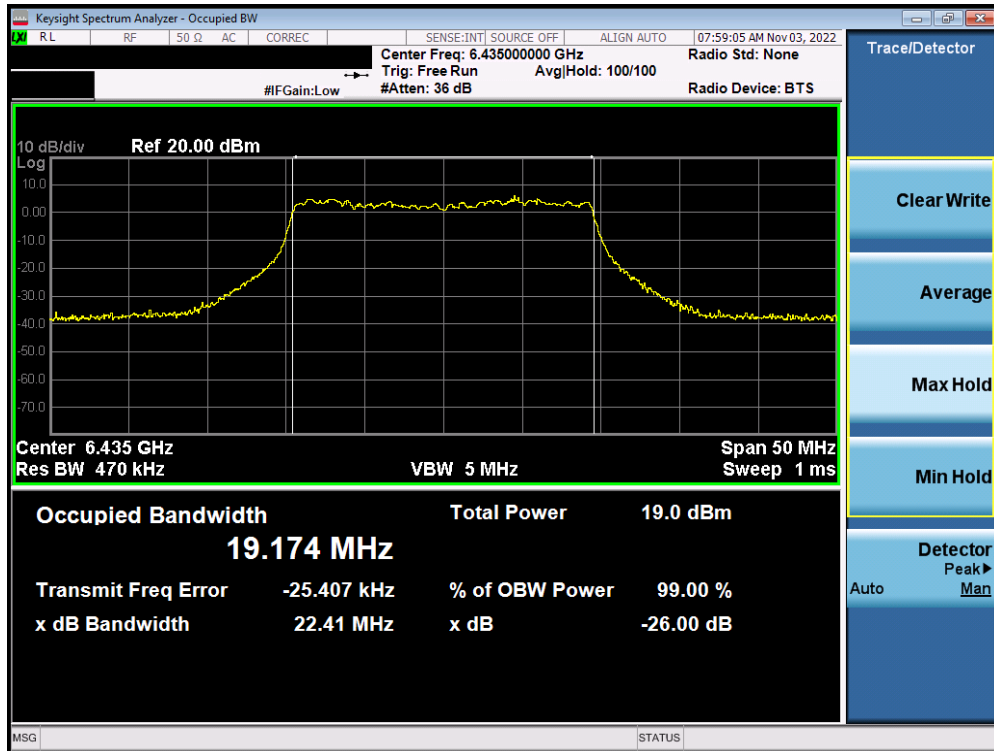 Keysight Spectrum Analyzer - Occupied BW
LXI RL RF 50 Ω AC CORREC SENSE:INT SOURCE OFF ALIGN AUTO 07:59:05 AM Nov 03, 2022
Center Freq: 6.435000000 GHz Radio Std: None
Trig: Free Run Avg|Hold: 100/100
#IFGain:Low #Atten: 36 dB Radio Device: BTS
Trace/Detector
10 dB/div Ref 20.00 dBm
Log
10.0
0.00
-10.0
-20.0
-30.0
-40.0
-50.0
-60.0
-70.0
Center 6.435 GHz Span 50 MHz
Res BW 470 kHz VBW 5 MHz Sweep 1 ms
Occupied Bandwidth Total Power 19.0 dBm
19.174 MHz
Transmit Freq Error -25.407 kHz % of OBW Power 99.00 %
x dB Bandwidth 22.41 MHz x dB -26.00 dB
Clear Write
Average
Max Hold
Min Hold
Detector
Peak▶
Auto Man
MSG STATUS